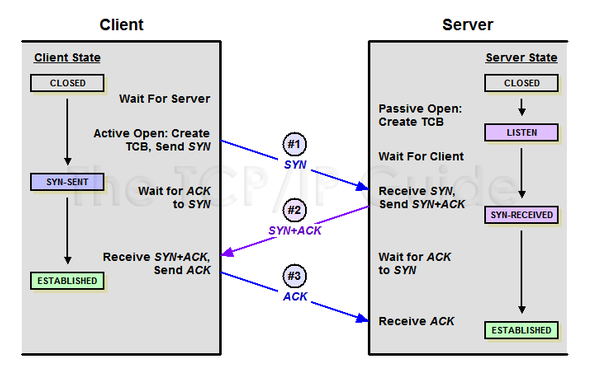 Client
Server
Client State
CLOSED
Wait For Server
Active Open: Create
TCB, Send SYN
SYN-SENT
Wait for ACK
to SYN
Receive SYN+ACK,
Send ACK
ESTABLISHED
#1
SYN
#2
SYN+ACK
#3
ACK
Server State
CLOSED
Passive Open:
Create TCB
LISTEN
Wait For Client
Receive SYN,
Send SYN+ACK
SYN-RECEIVED
Wait for ACK
to SYN
Receive ACK
ESTABLISHED
The TCP/IP Guide